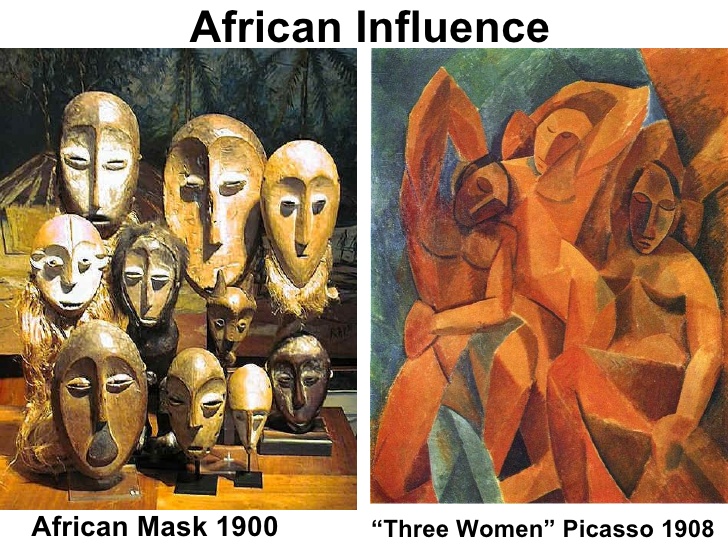 African Influence
African Mask 1900
“Three Women” Picasso 1908